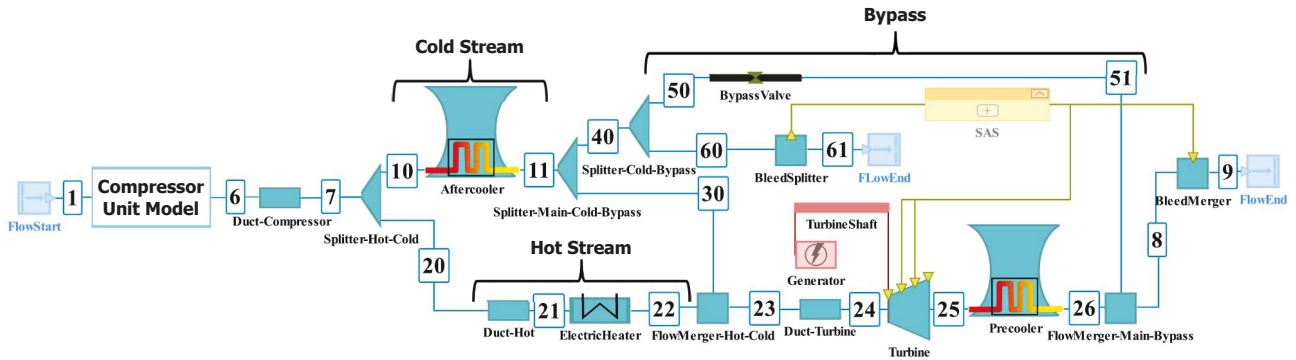 Bypass
Cold Stream
50
51
BypassValve
SAS
40
10
11
60
61
Splitter-Cold-Bypass
BleedSplitter
FLowEnd
Aftercooler
30
1
Compressor
Unit Model
6
7
9
FlowStart
Duct-Compressor
Splitter-Main-Cold-Bypass
BleedMerger
FlowEnd
Splitter-Hot-Cold
TurbineShaft
8
Hot Stream
20
Generator
21
22
23
24
25
26
Duct-Hot
ElectricHeater
FlowMerger-Hot-Cold
Duct-Turbine
Turbine
Precooler
FlowMerger-Main-Bypass